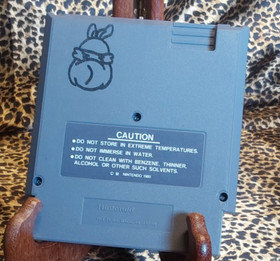 CAUTION
•DO NOT STORE IN EXTREME TEMPERATURES.
•DO NOT IMMERSE IN WATER.
•DO NOT CLEAN WITH BENZENE, THINNER,
ALCOHOL OR OTHER SUCH SOLVENTS.